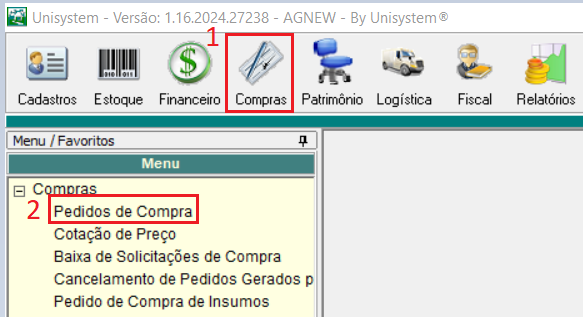 Unisystem - Versão: 1.16.2024.27238 - AGNEW - By Unisystem®
1
Cadastros Estoque Financeiro Compras Patrimônio Logística Fiscal Relatórios
Menu / Favoritos
Menu
Compras
2 Pedidos de Compra
Cotação de Preço
Baixa de Solicitações de Compra
Cancelamento de Pedidos Gerados p
Pedido de Compra de Insumos